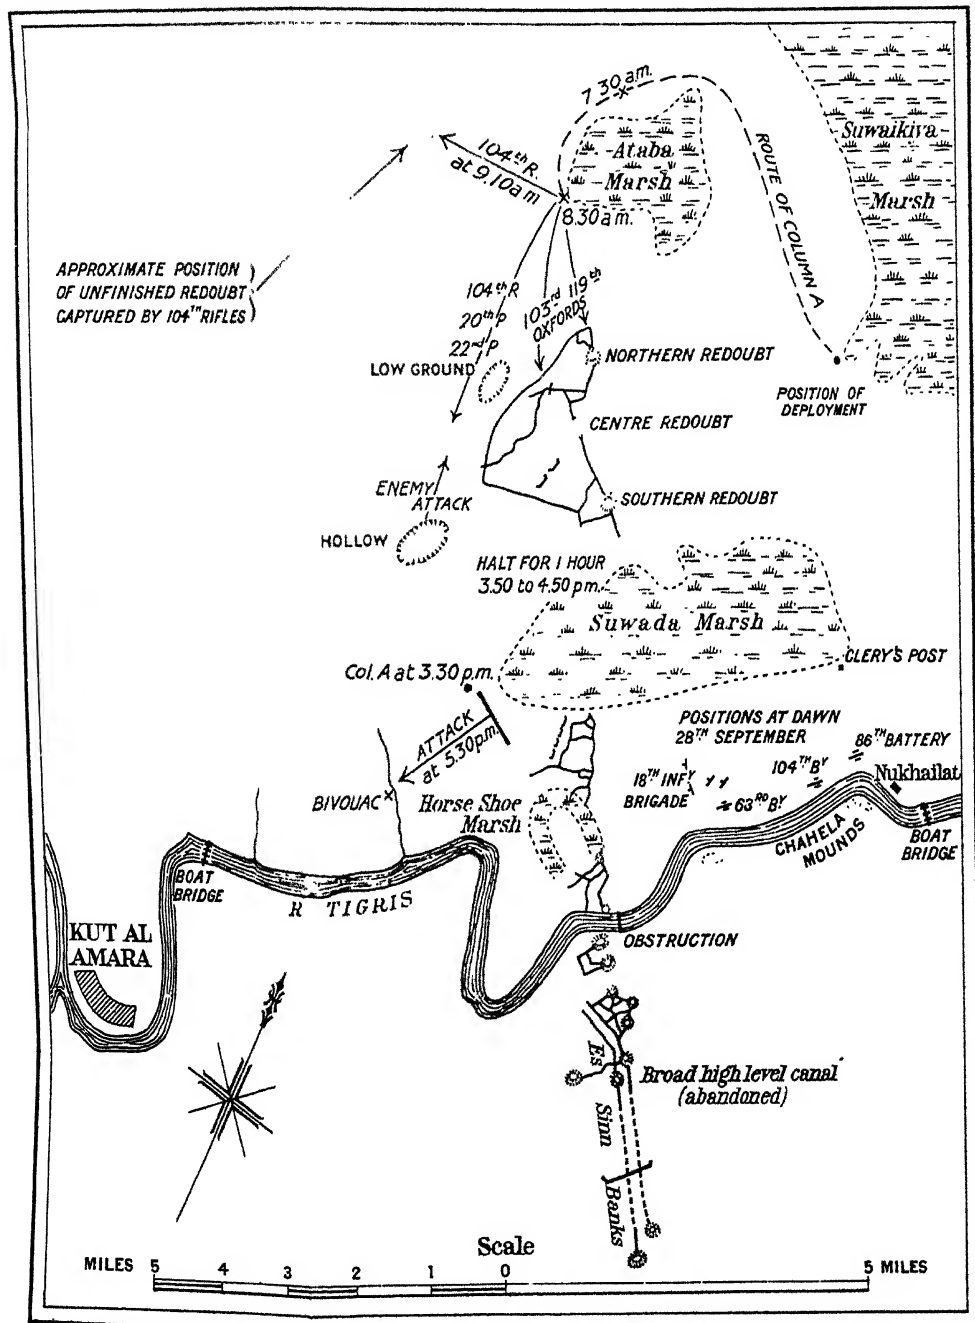 7.30 a.m.
Suwaikiya
Marsh
Ataba
Marsh
ROUTE OF COLUMN A
104th R.
at 9.10 am
8.30 a.m.
APPROXIMATE POSITION
OF UNFINISHED REDOUBT
CAPTURED BY 104TH RIFLES
104th R
20th P
22nd P
103rd
119th
OXFORDS
LOW GROUND
NORTHERN REDOUBT
POSITION OF
DEPLOYMENT
CENTRE REDOUBT
ENEMY
ATTACK
SOUTHERN REDOUBT
HOLLOW
HALT FOR 1 HOUR
3.50 to 4.50 p.m.
Suwada Marsh
CLERY'S POST
Col. A at 3.30 p.m.
ATTACK
at 5.30 p.m.
POSITIONS AT DAWN
28TH SEPTEMBER
86TH BATTERY
104TH BY
18TH INFY
BRIGADE
63RD BY
Nukhailat
BIVOUAC
Horse Shoe
Marsh
CHAHELA
MOUNDS
BOAT
BRIDGE
BOAT
BRIDGE
R TIGRIS
KUT AL
AMARA
OBSTRUCTION
Es
Sinn
Banks
Broad high level canal
(abandoned)
Scale
MILES 5 4 3 2 1 0 5 MILES